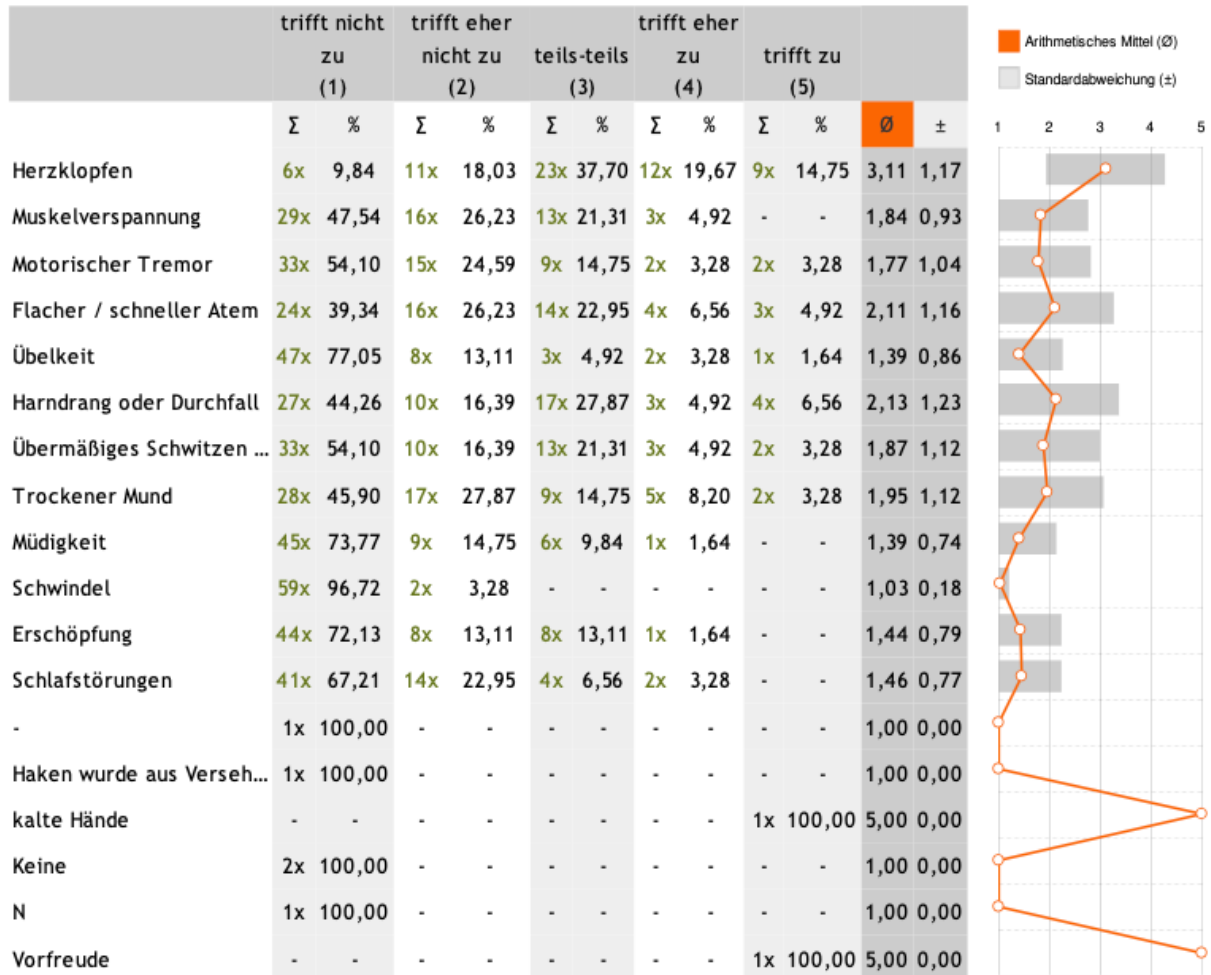 trifft nicht zu (1) trifft eher nicht zu (2) teils-teils (3) trifft eher zu (4) trifft zu (5)
Arithmetisches Mittel (Ø)
Standardabweichung (±)
Σ % Σ % Σ % Σ % Σ % Ø ± 1 2 3 4 5
Herzklopfen 6x 9,84 11x 18,03 23x 37,70 12x 19,67 9x 14,75 3,11 1,17
Muskelverspannung 29x 47,54 16x 26,23 13x 21,31 3x 4,92 - - 1,84 0,93
Motorischer Tremor 33x 54,10 15x 24,59 9x 14,75 2x 3,28 2x 3,28 1,77 1,04
Flacher / schneller Atem 24x 39,34 16x 26,23 14x 22,95 4x 6,56 3x 4,92 2,11 1,16
Übelkeit 47x 77,05 8x 13,11 3x 4,92 2x 3,28 1x 1,64 1,39 0,86
Harndrang oder Durchfall 27x 44,26 10x 16,39 17x 27,87 3x 4,92 4x 6,56 2,13 1,23
Übermäßiges Schwitzen ... 33x 54,10 10x 16,39 13x 21,31 3x 4,92 2x 3,28 1,87 1,12
Trockener Mund 28x 45,90 17x 27,87 9x 14,75 5x 8,20 2x 3,28 1,95 1,12
Müdigkeit 45x 73,77 9x 14,75 6x 9,84 1x 1,64 - - 1,39 0,74
Schwindel 59x 96,72 2x 3,28 - - - - - - 1,03 0,18
Erschöpfung 44x 72,13 8x 13,11 8x 13,11 1x 1,64 - - 1,44 0,79
Schlafstörungen 41x 67,21 14x 22,95 4x 6,56 2x 3,28 - - 1,46 0,77
- 1x 100,00 - - - - - - - - 1,00 0,00
Haken wurde aus Verseh... 1x 100,00 - - - - - - - - 1,00 0,00
kalte Hände - - - - - - - - 1x 100,00 5,00 0,00
Keine 2x 100,00 - - - - - - - - 1,00 0,00
N 1x 100,00 - - - - - - - - 1,00 0,00
Vorfreude - - - - - - - - 1x 100,00 5,00 0,00